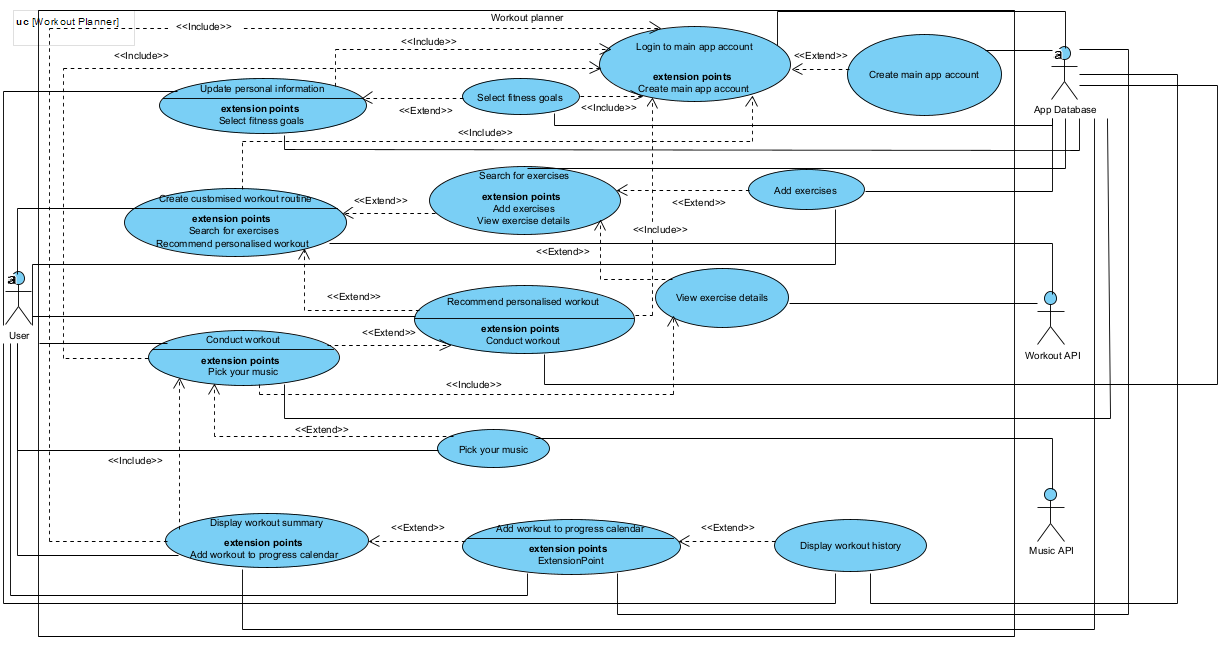 uc [Workout Planner]
Workout planner
<<Include>>
<<Include>>
<<Include>>
Login to main app account
extension points
Create main app account
<<Extend>>
Create main app account
App Database
Update personal information
extension points
Select fitness goals
Select fitness goals
<<Extend>>
<<Include>>
<<Include>>
Create customised workout routine
extension points
Search for exercises
Recommend personalised workout
<<Extend>>
Search for exercises
extension points
Add exercises
View exercise details
<<Extend>>
Add exercises
<<Include>>
<<Extend>>
User
<<Extend>>
Recommend personalised workout
extension points
Conduct workout
View exercise details
Workout API
Conduct workout
extension points
Pick your music
<<Extend>>
<<Include>>
<<Extend>>
Pick your music
<<Include>>
Music API
Display workout summary
extension points
Add workout to progress calendar
<<Extend>>
Add workout to progress calendar
extension points
ExtensionPoint
<<Extend>>
Display workout history